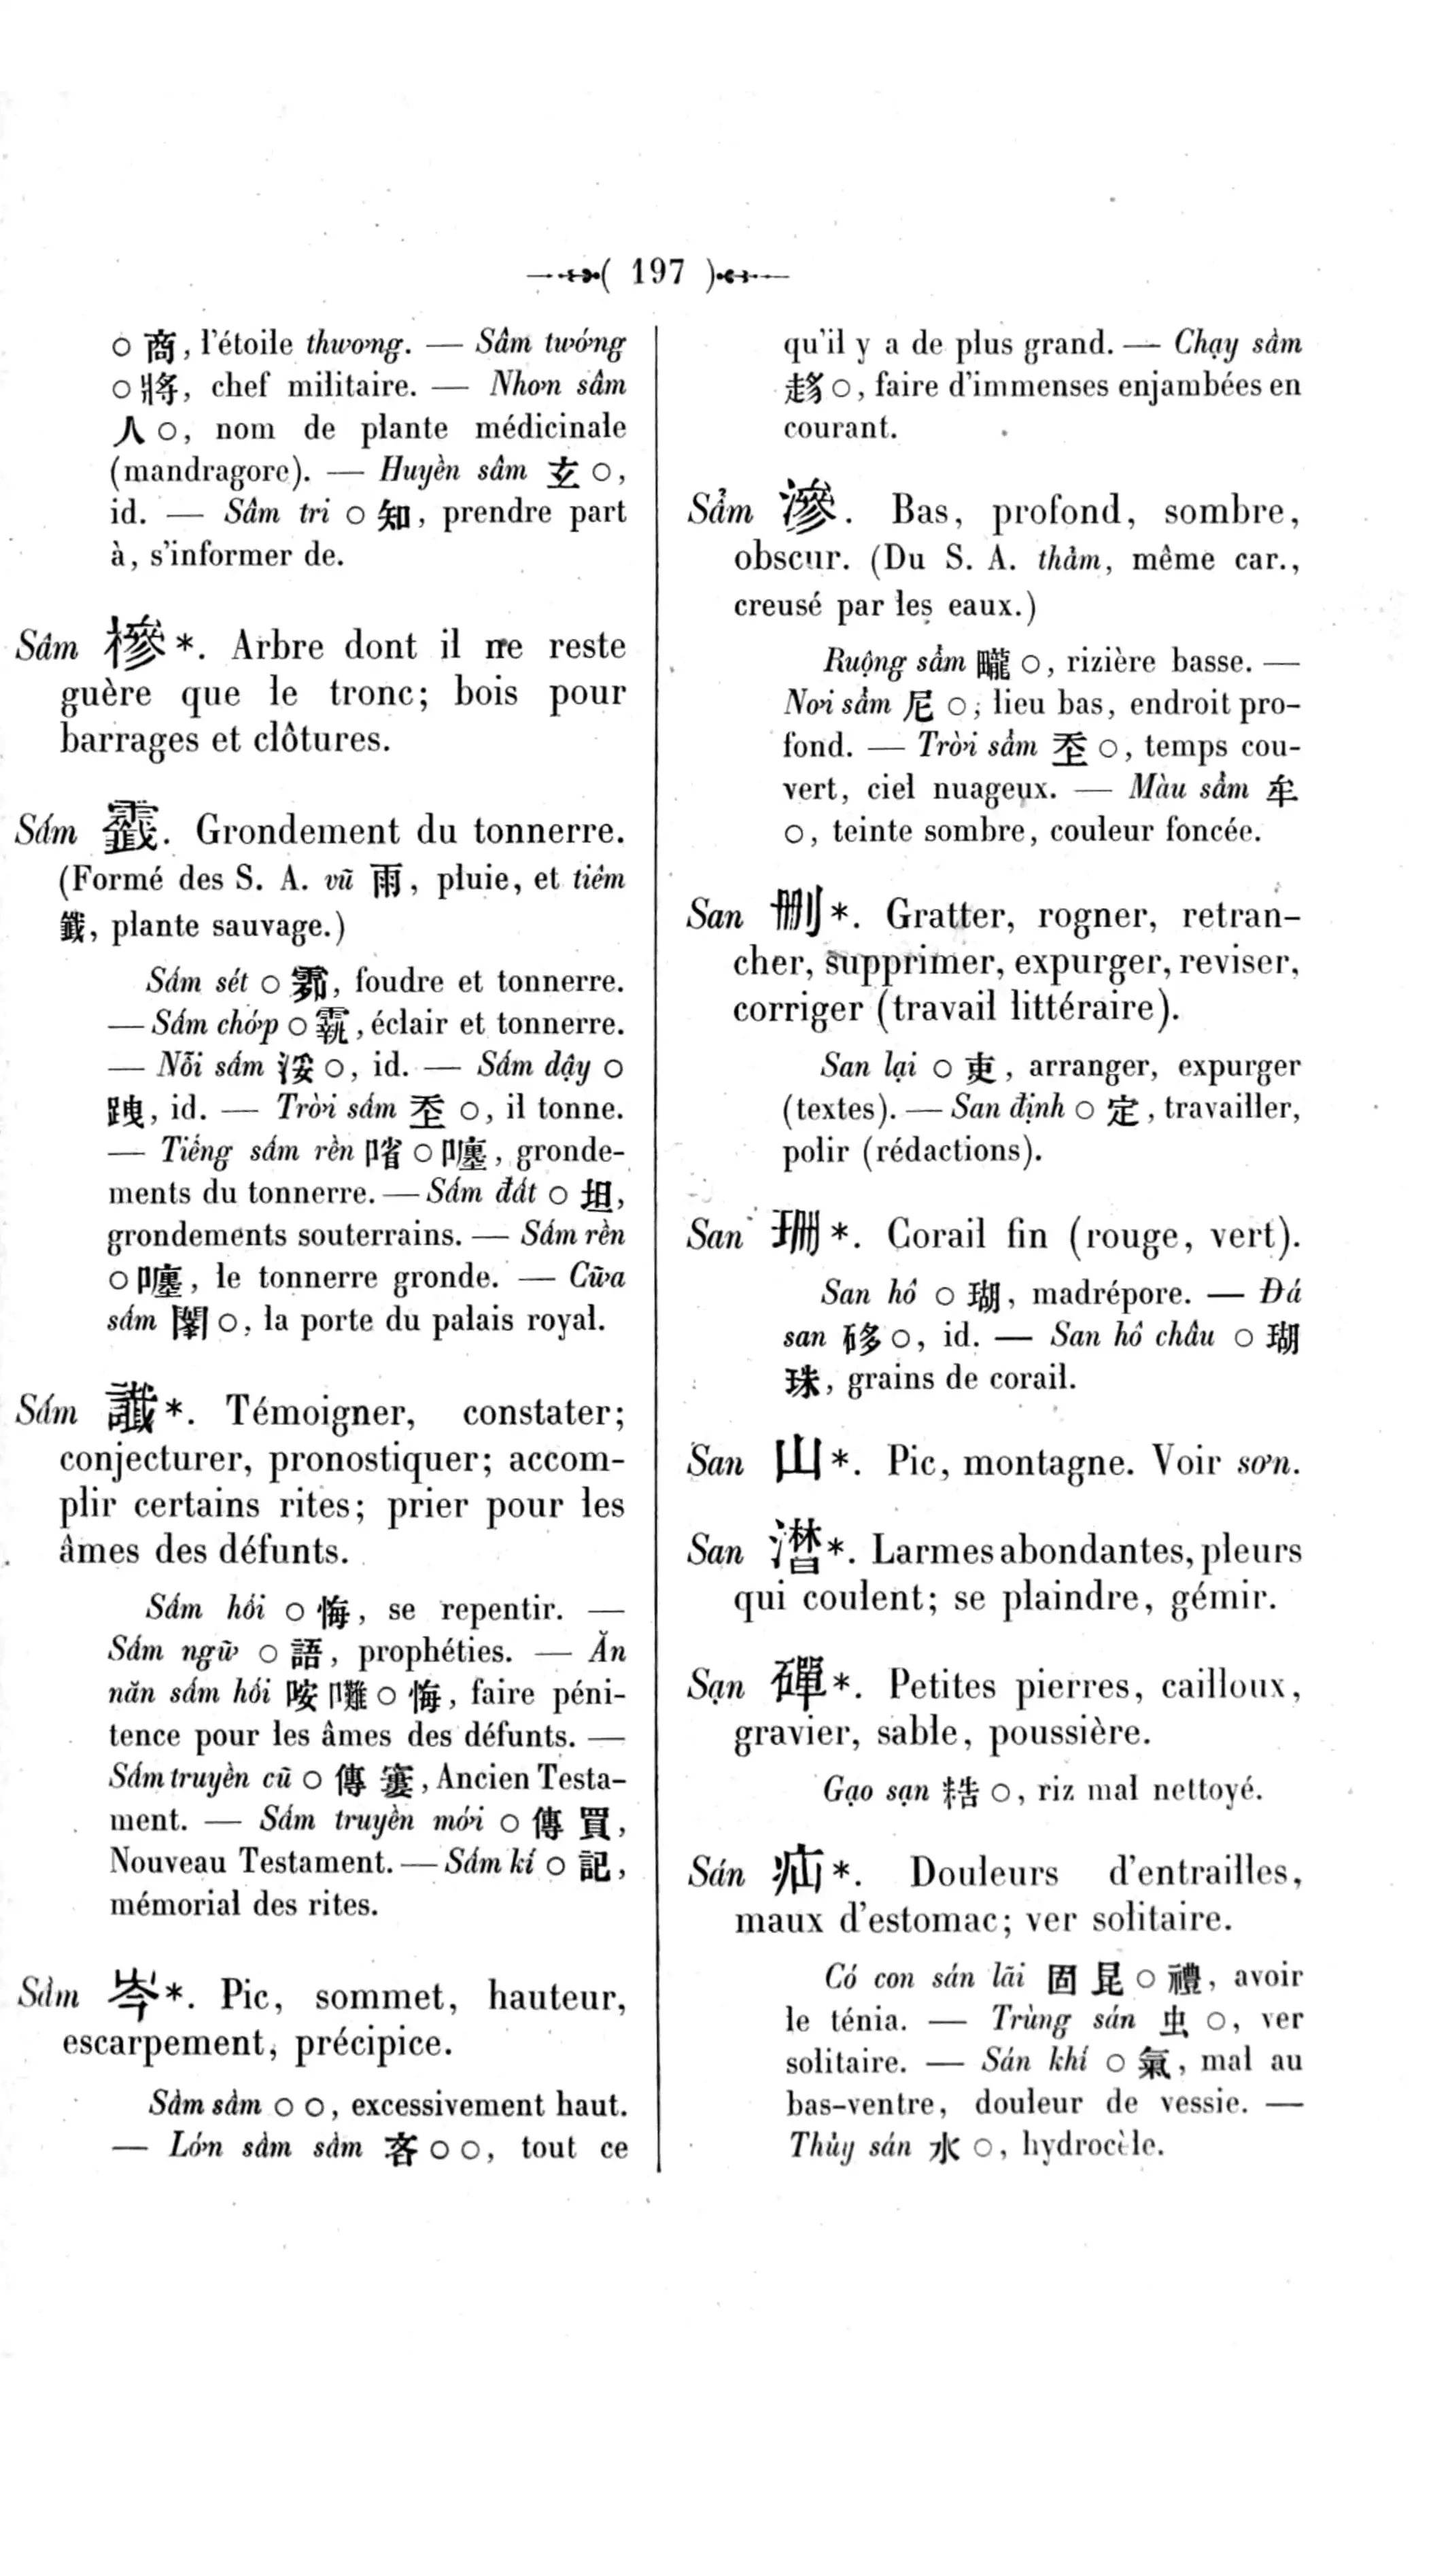 ( 197 )
○ 商, l'étoile thương. — Sâm tướng
○ 將, chef militaire. — Nhơn sâm
人 ○, nom de plante médicinale
(mandragore). — Huyền sâm 玄 ○,
id. — Sâm tri ○ 知, prendre part
à, s'informer de.
Sâm 槮 *. Arbre dont il ne reste
guère que le tronc; bois pour
barrages et clôtures.
Sấm . Grondement du tonnerre.
(Formé des S. A. vũ 雨, pluie, et tiêm
韱, plante sauvage.)
Sấm sét ○ , foudre et tonnerre.
— Sấm chớp ○ , éclair et tonnerre.
— Nổi sấm 浽 ○, id. — Sấm dậy ○
跩, id. — Trời sấm 𡗶 ○, il tonne.
— Tiếng sấm rền 㗂 ○ , gronde-
ments du tonnerre. — Sấm đất ○ 坦,
grondements souterrains. — Sấm rền
○ , le tonnerre gronde. — Cửa
sấm ○, la porte du palais royal.
Sấm 讖 *. Témoigner, constater;
conjecturer, pronostiquer; accom-
plir certains rites; prier pour les
âmes des défunts.
Sấm hối ○ 悔, se repentir. —
Sấm ngữ ○ 語, prophéties. — Ăn
năn sấm hối 咹 ○ 悔, faire péni-
tence pour les âmes des défunts. —
Sấm truyền cũ ○ 傳 , Ancien Testa-
ment. — Sấm truyền mới ○ 傳 買,
Nouveau Testament. — Sấm kí ○ 記,
mémorial des rites.
Sầm 岑 *. Pic, sommet, hauteur,
escarpement, précipice.
Sầm sầm ○ ○, excessivement haut.
— Lớn sầm sầm 𡘯 ○ ○, tout ce
qu'il y a de plus grand. — Chạy sầm
趍 ○, faire d'immenses enjambées en
courant.
Sẩm 滲. Bas, profond, sombre,
obscur. (Du S. A. thảm, même car.,
creusé par les eaux.)
Ruộng sẩm ○, rizière basse. —
Nơi sẩm 尼 ○, lieu bas, endroit pro-
fond. — Trời sẩm 𡗶 ○, temps cou-
vert, ciel nuageux. — Màu sẩm 牟
○, teinte sombre, couleur foncée.
San 刪 *. Gratter, rogner, retran-
cher, supprimer, expurger, reviser,
corriger (travail littéraire).
San lại ○ 吏, arranger, expurger
(textes). — San định ○ 定, travailler,
polir (rédactions).
San 珊 *. Corail fin (rouge, vert).
San hô ○ 瑚, madrépore. — Đá
san ○, id. — San hô châu ○ 瑚
珠, grains de corail.
San 山 *. Pic, montagne. Voir sơn.
San 潸 *. Larmes abondantes, pleurs
qui coulent; se plaindre, gémir.
Sạn 磾 *. Petites pierres, cailloux,
gravier, sable, poussière.
Gạo sạn 𥺊 ○, riz mal nettoyé.
Sán 疝 *. Douleurs d'entrailles,
maux d'estomac; ver solitaire.
Có con sán lãi 固 昆 ○ 禮, avoir
le ténia. — Trùng sán 虫 ○, ver
solitaire. — Sán khí ○ 氣, mal au
bas-ventre, douleur de vessie. —
Thủy sán 水 ○, hydrocèle.